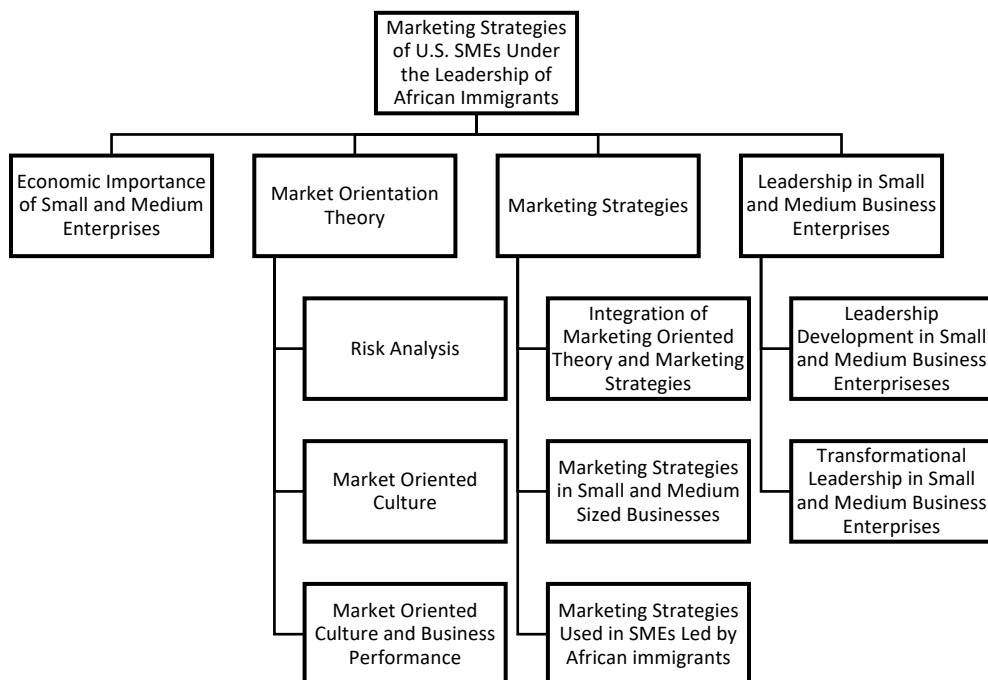 Marketing Strategies
of U.S. SMEs Under
the Leadership of
African Immigrants
Economic Importance
of Small and Medium
Enterprises
Market Orientation
Theory
Marketing Strategies
Leadership in Small
and Medium Business
Enterprises
Risk Analysis
Integration of
Marketing Oriented
Theory and Marketing
Strategies
Leadership
Development in Small
and Medium Business
Enterpriseses
Market Oriented
Culture
Marketing Strategies
in Small and Medium
Sized Businesses
Transformational
Leadership in Small
and Medium Business
Enterprises
Market Oriented
Culture and Business
Performance
Marketing Strategies
Used in SMEs Led by
African immigrants